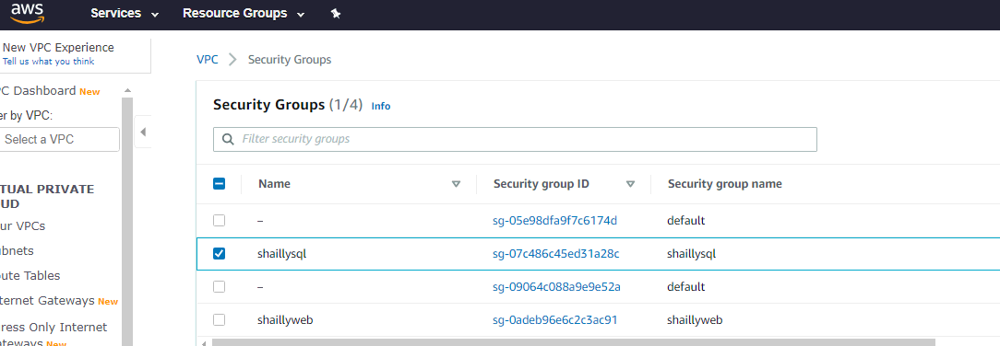 aws Services Resource Groups
New VPC Experience
Tell us what you think
VPC > Security Groups
C Dashboard New
er by VPC:
Select a VPC
Security Groups (1/4) Info
Filter security groups
TUAL PRIVATE
UD
ur VPCs
bnets
ute Tables
ternet Gateways New
ress Only Internet
teways New
Name Security group ID Security group name
– sg-05e98dfa9f7c6174d default
shaillysql sg-07c486c45ed31a28c shaillysql
– sg-09064c088a9e9e52a default
shaillyweb sg-0adeb96e6c2c3ac91 shaillyweb